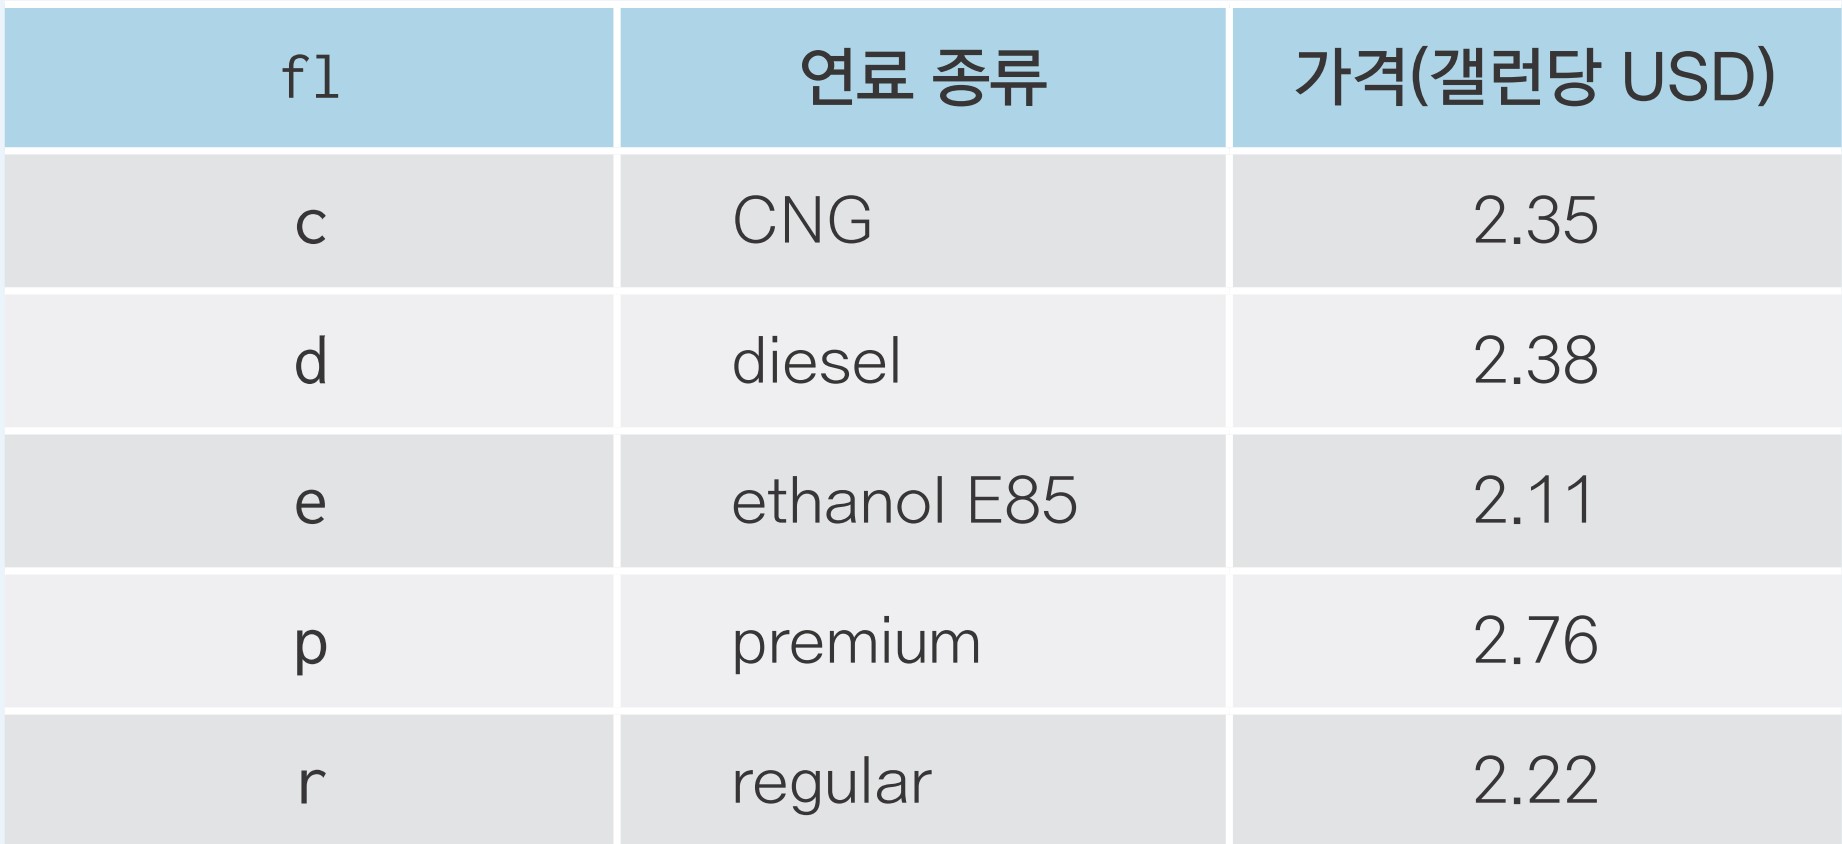 fl 연료 종류 가격(갤런당 USD)
c CNG 2.35
d diesel 2.38
e ethanol E85 2.11
p premium 2.76
r regular 2.22